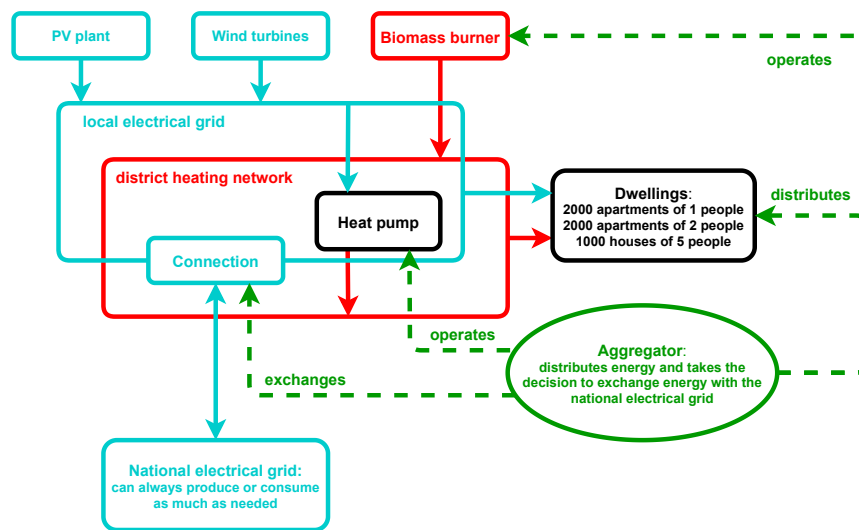 PV plant
Wind turbines
Biomass burner
operates
local electrical grid
district heating network
Heat pump
Dwellings:
2000 apartments of 1 people
2000 apartments of 2 people
1000 houses of 5 people
distributes
Connection
operates
exchanges
Aggregator:
distributes energy and takes the
decision to exchange energy with the
national electrical grid
National electrical grid:
can always produce or consume
as much as needed